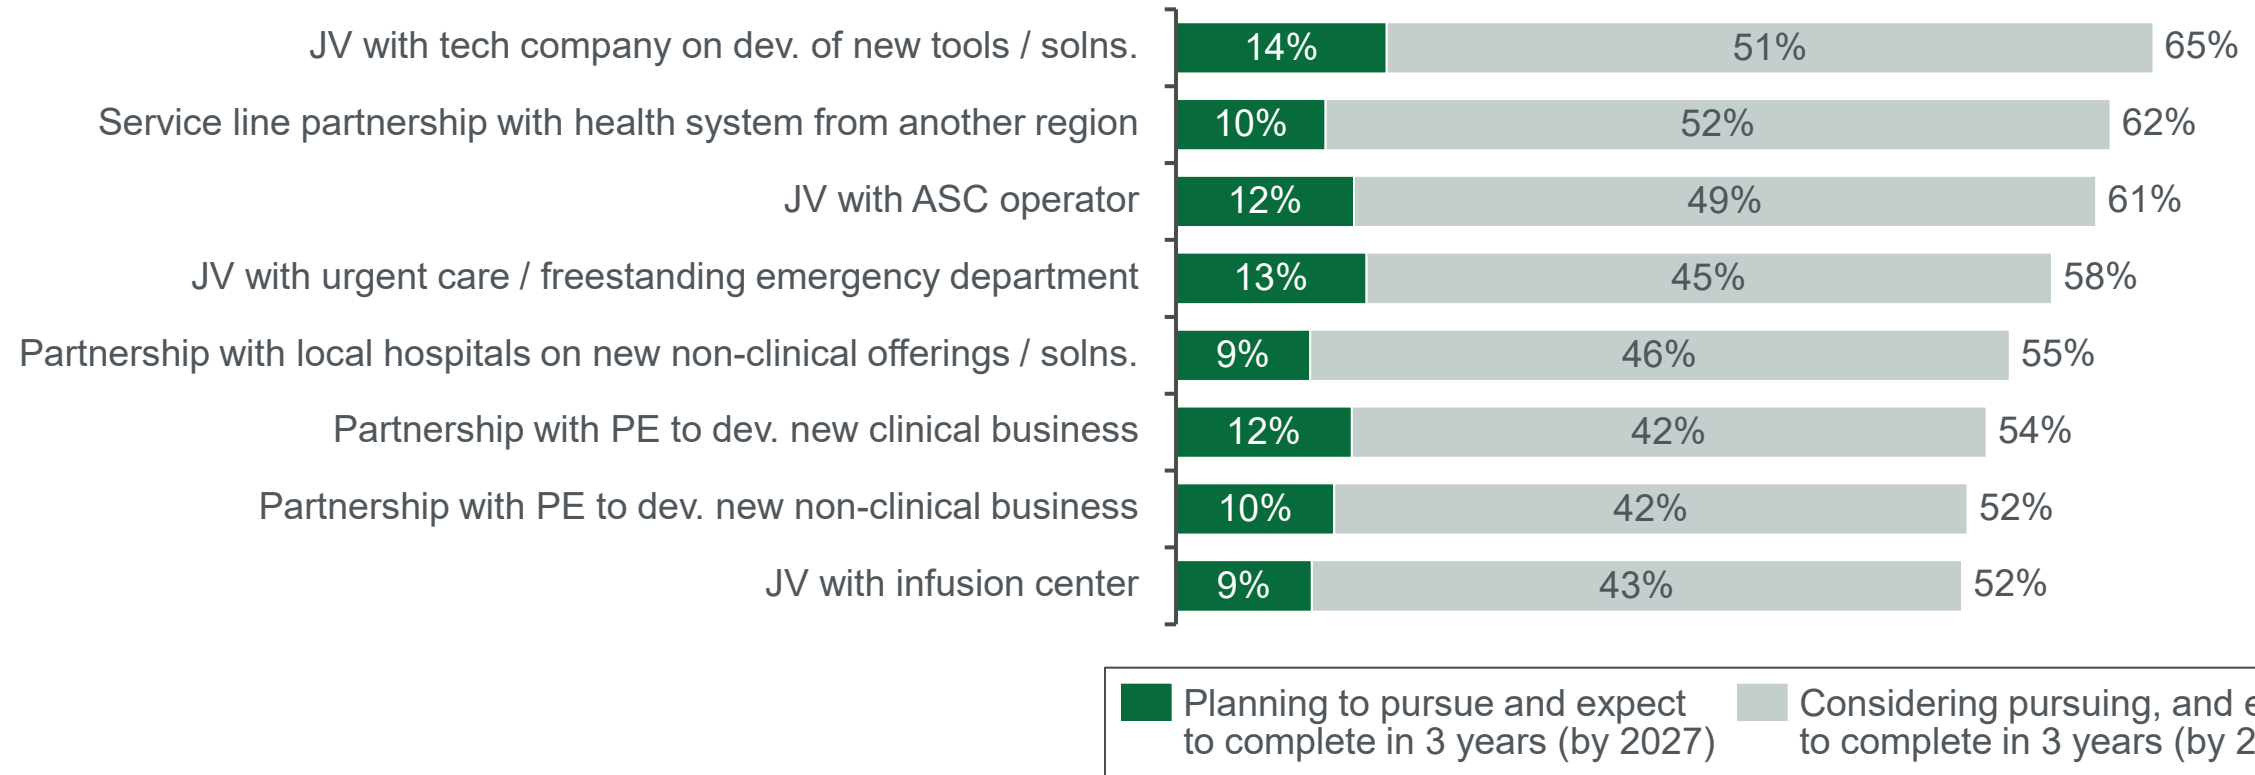 JV with tech company on dev. of new tools / solns. 14% 51% 65%
Service line partnership with health system from another region 10% 52% 62%
JV with ASC operator 12% 49% 61%
JV with urgent care / freestanding emergency department 13% 45% 58%
Partnership with local hospitals on new non-clinical offerings / solns. 9% 46% 55%
Partnership with PE to dev. new clinical business 12% 42% 54%
Partnership with PE to dev. new non-clinical business 10% 42% 52%
JV with infusion center 9% 43% 52%
Planning to pursue and expect
to complete in 3 years (by 2027)
Considering pursuing, and
to complete in 3 years (by